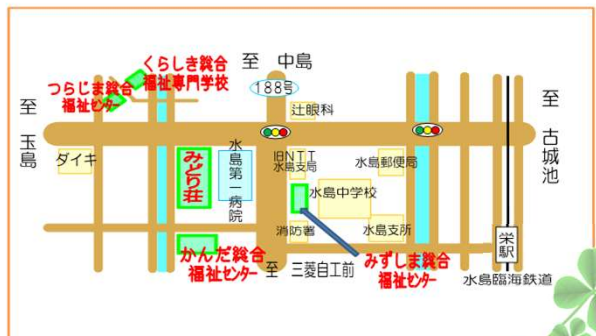 くらしき総合
福祉専門学校
つらじま総合
福祉センター
至 中島
188号
辻眼科
至 玉島
至 古城池
ダイキ
みどり荘
水島第一病院
旧NTT
水島支局
水島郵便局
水島中学校
消防署
水島支所
かんだ総合
福祉センター
至 三菱自工前
みずしま総合
福祉センター
栄駅
水島臨海鉄道